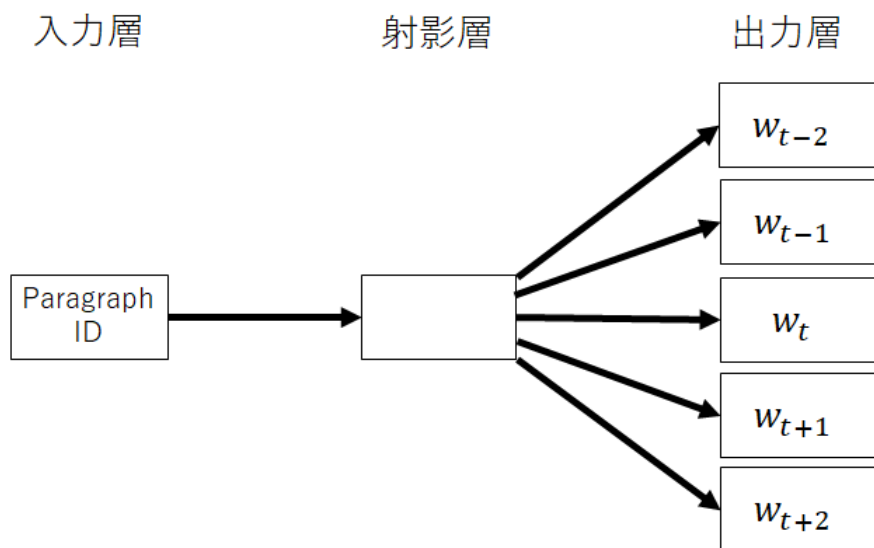 入力層
射影層
出力層
Paragraph
ID
w_{t-2}
w_{t-1}
w_t
w_{t+1}
w_{t+2}